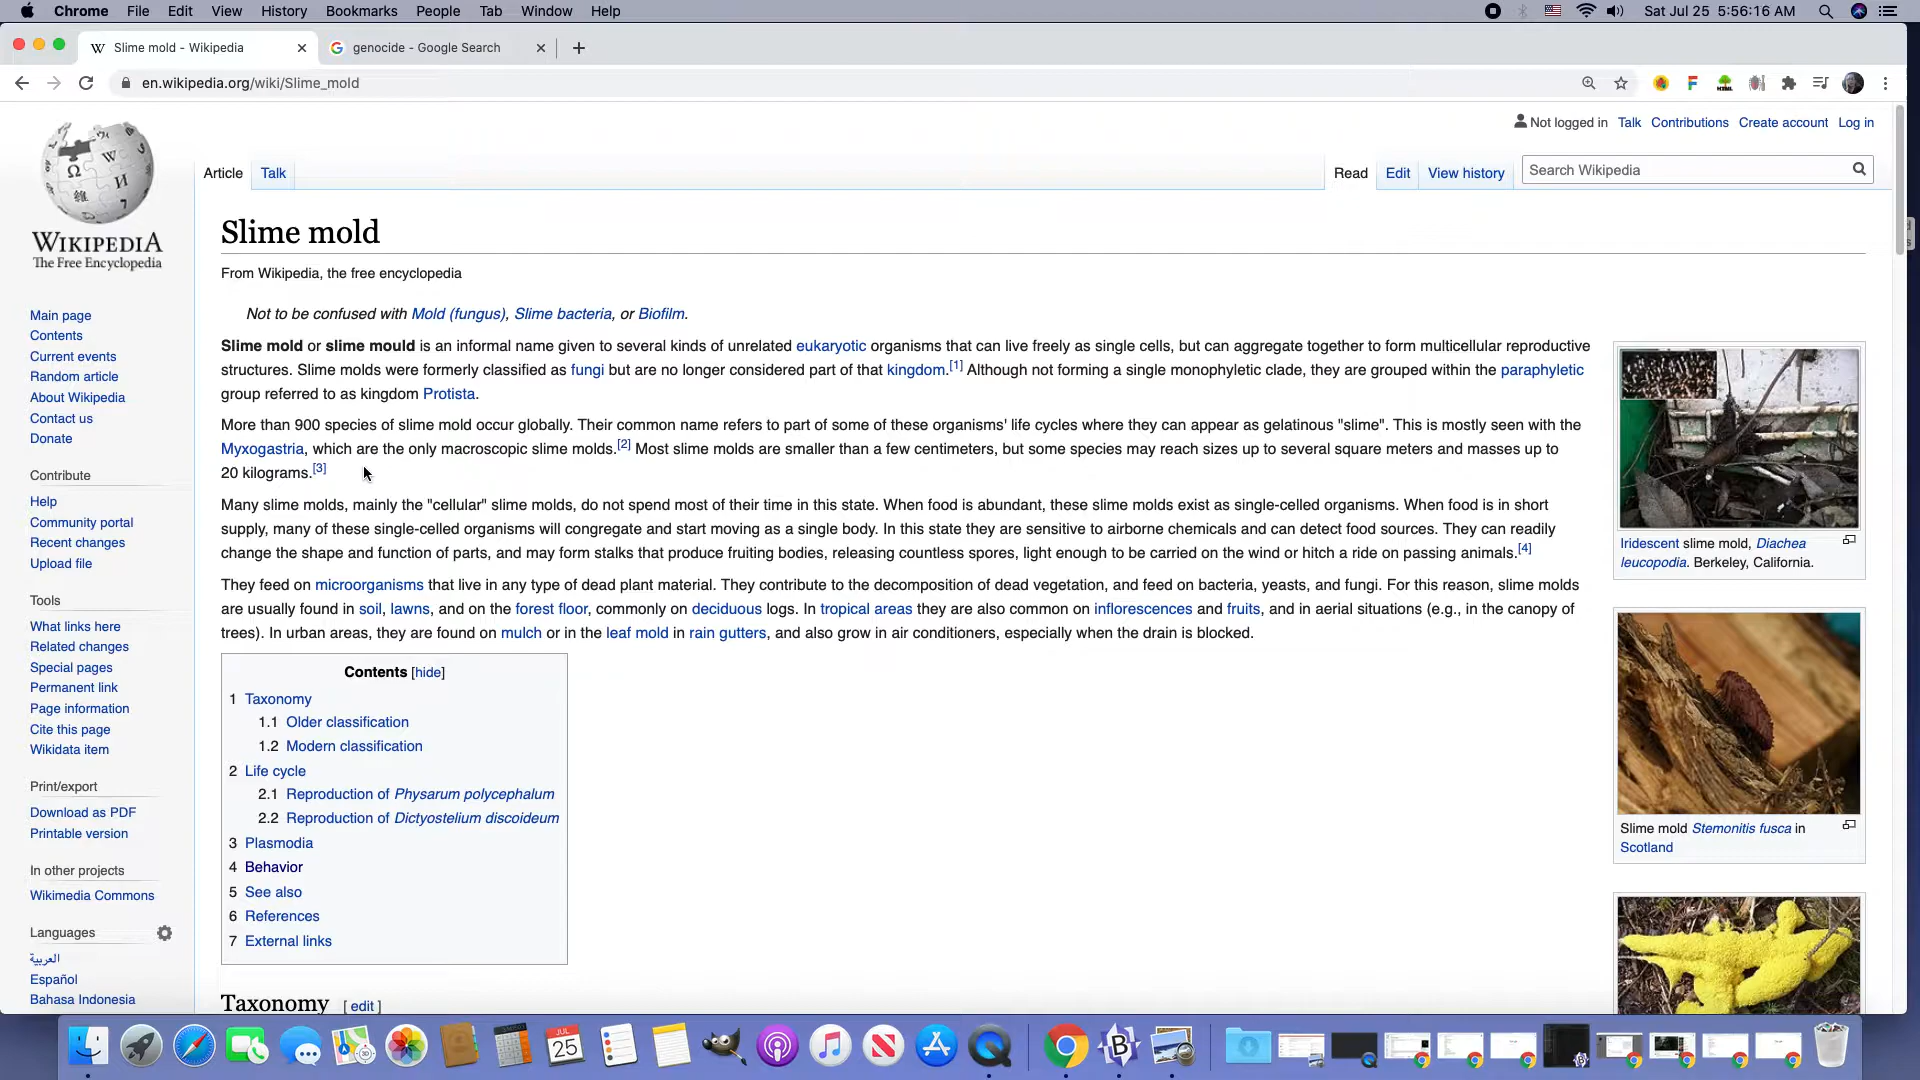 Chrome File Edit View History Bookmarks People Tab Window Help Sat Jul 25 5:56:16 AM
W Slime mold - Wikipedia genocide - Google Search
en.wikipedia.org/wiki/Slime_mold
Not logged in Talk Contributions Create account Log in
Article Talk Read Edit View history Search Wikipedia
WIKIPEDIA
The Free Encyclopedia
Main page
Contents
Current events
Random article
About Wikipedia
Contact us
Donate
Contribute
Help
Community portal
Recent changes
Upload file
Tools
What links here
Related changes
Special pages
Permanent link
Page information
Cite this page
Wikidata item
Print/export
Download as PDF
Printable version
In other projects
Wikimedia Commons
Languages
العربية
Español
Bahasa Indonesia
Slime mold
From Wikipedia, the free encyclopedia
Not to be confused with Mold (fungus), Slime bacteria, or Biofilm.
Slime mold or slime mould is an informal name given to several kinds of unrelated eukaryotic organisms that can live freely as single cells, but can aggregate together to form multicellular reproductive
structures. Slime molds were formerly classified as fungi but are no longer considered part of that kingdom.[1] Although not forming a single monophyletic clade, they are grouped within the paraphyletic
group referred to as kingdom Protista.
More than 900 species of slime mold occur globally. Their common name refers to part of some of these organisms' life cycles where they can appear as gelatinous "slime". This is mostly seen with the
Myxogastria, which are the only macroscopic slime molds.[2] Most slime molds are smaller than a few centimeters, but some species may reach sizes up to several square meters and masses up to
20 kilograms.[3]
Many slime molds, mainly the "cellular" slime molds, do not spend most of their time in this state. When food is abundant, these slime molds exist as single-celled organisms. When food is in short
supply, many of these single-celled organisms will congregate and start moving as a single body. In this state they are sensitive to airborne chemicals and can detect food sources. They can readily
change the shape and function of parts, and may form stalks that produce fruiting bodies, releasing countless spores, light enough to be carried on the wind or hitch a ride on passing animals.[4]
They feed on microorganisms that live in any type of dead plant material. They contribute to the decomposition of dead vegetation, and feed on bacteria, yeasts, and fungi. For this reason, slime molds
are usually found in soil, lawns, and on the forest floor, commonly on deciduous logs. In tropical areas they are also common on inflorescences and fruits, and in aerial situations (e.g., in the canopy of
trees). In urban areas, they are found on mulch or in the leaf mold in rain gutters, and also grow in air conditioners, especially when the drain is blocked.
Contents [hide]
1 Taxonomy
1.1 Older classification
1.2 Modern classification
2 Life cycle
2.1 Reproduction of Physarum polycephalum
2.2 Reproduction of Dictyostelium discoideum
3 Plasmodia
4 Behavior
5 See also
6 References
7 External links
Taxonomy [ edit ]
Iridescent slime mold, Diachea
leucopodia. Berkeley, California.
Slime mold Stemonitis fusca in
Scotland
JUL
25